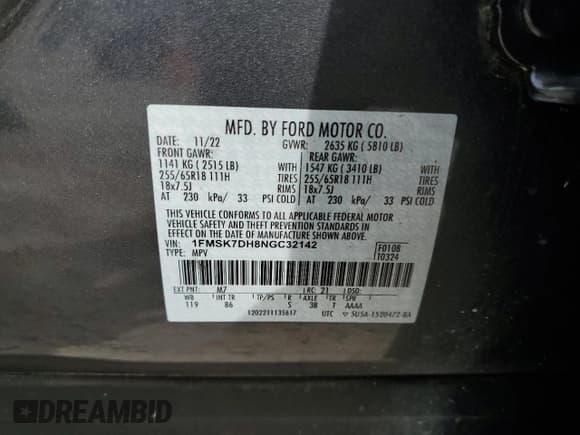 MFD. BY FORD MOTOR CO.
DATE: 11/22 GVWR: 2635 KG ( 5810 LB)
FRONT GAWR: REAR GAWR:
1141 KG ( 2515 LB) WITH 1547 KG ( 3410 LB) WITH
255/65R18 111H TIRES 255/65R18 111H TIRES
18x7.5J RIMS 18x7.5J RIMS
AT 230 kPa/ 33 PSI COLD AT 230 kPa/ 33 PSI COLD
THIS VEHICLE CONFORMS TO ALL APPLICABLE FEDERAL MOTOR
VEHICLE SAFETY AND BUMPER STANDARDS AND THEFT PREVENTION
STANDARDS IN EFFECT ON THE DATE OF MANUFACTURE SHOWN ABOVE.
VIN: 1FMSK7DH8NGC32142 F0108
TYPE: MPV T0324
EXT PNT: M7 RC: 21 DSO:
WB INT TR TP/PS R AXLE TR SPR
119 86 S 38 T AAAA
1202211135617 UTC 5U5A-1520472-BA
DREAMBID